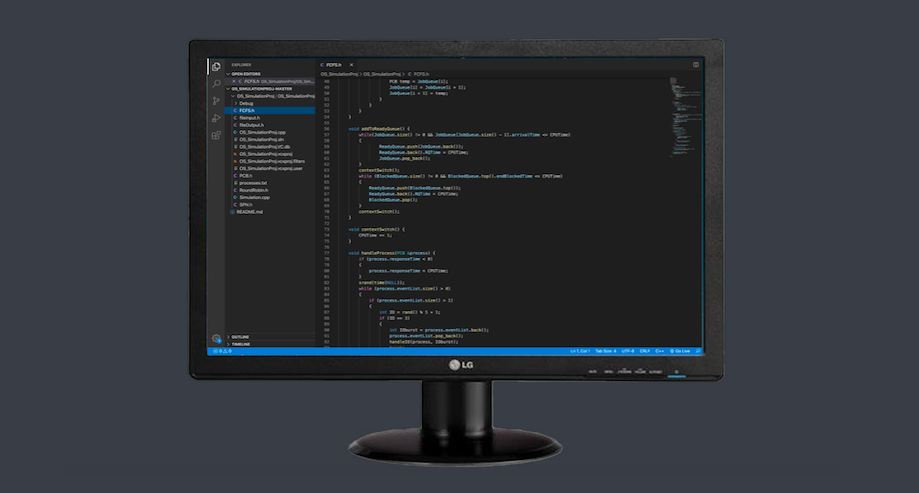 EXPLORER
OPEN EDITORS
FCFS.h OS_SimulationProj/OS_Sim...
OS_SIMULATIONPROJ-MASTER
OS_SimulationProj / OS_SimulationProj
Debug
FCFS.h
fileinput.h
fileOutput.h
OS_SimulationProj.cpp
OS_SimulationProj.sln
OS_SimulationProj.VC.db
OS_SimulationProj.vcxproj
OS_SimulationProj.vcxproj.filters
OS_SimulationProj.vcxproj.user
PCB.h
processes.txt
RoundRobin.h
Simulation.cpp
SPN.h
README.md
OUTLINE
TIMELINE
FCFS.h
OS_SimulationProj > OS_SimulationProj > FCFS.h
PCB temp = JobQueue[i];
JobQueue[i] = JobQueue[i + 1];
JobQueue[i + 1] = temp;
}
}
}
}
void addToReadyQueue() {
while(JobQueue.size() != 0 && JobQueue[JobQueue.size() - 1].arrivalTime <= CPUTime)
{
ReadyQueue.push(JobQueue.back());
ReadyQueue.back().RQTime = CPUTime;
JobQueue.pop_back();
}
contextSwitch();
while (BlockedQueue.size() != 0 && BlockedQueue.top().endBlockedTime <= CPUTime)
{
ReadyQueue.push(BlockedQueue.top());
ReadyQueue.back().RQTime = CPUTime;
BlockedQueue.pop();
}
contextSwitch();
}
void contextSwitch() {
CPUTime += 1;
}
void handleProcess(PCB &process) {
if (process.responseTime < 0)
{
process.responseTime = CPUTime;
}
srand(time(NULL));
while (process.eventList.size() > 0)
{
if (process.eventList.size() > 1)
{
int IO = rand() % 5 + 1;
if (IO == 3)
{
int IOburst = process.eventList.back();
process.eventList.pop_back();
handleIO(process, IOburst);
Ln 1, Col 1 Tab Size: 4 UTF-8 CRLF C++ Go Live
LG